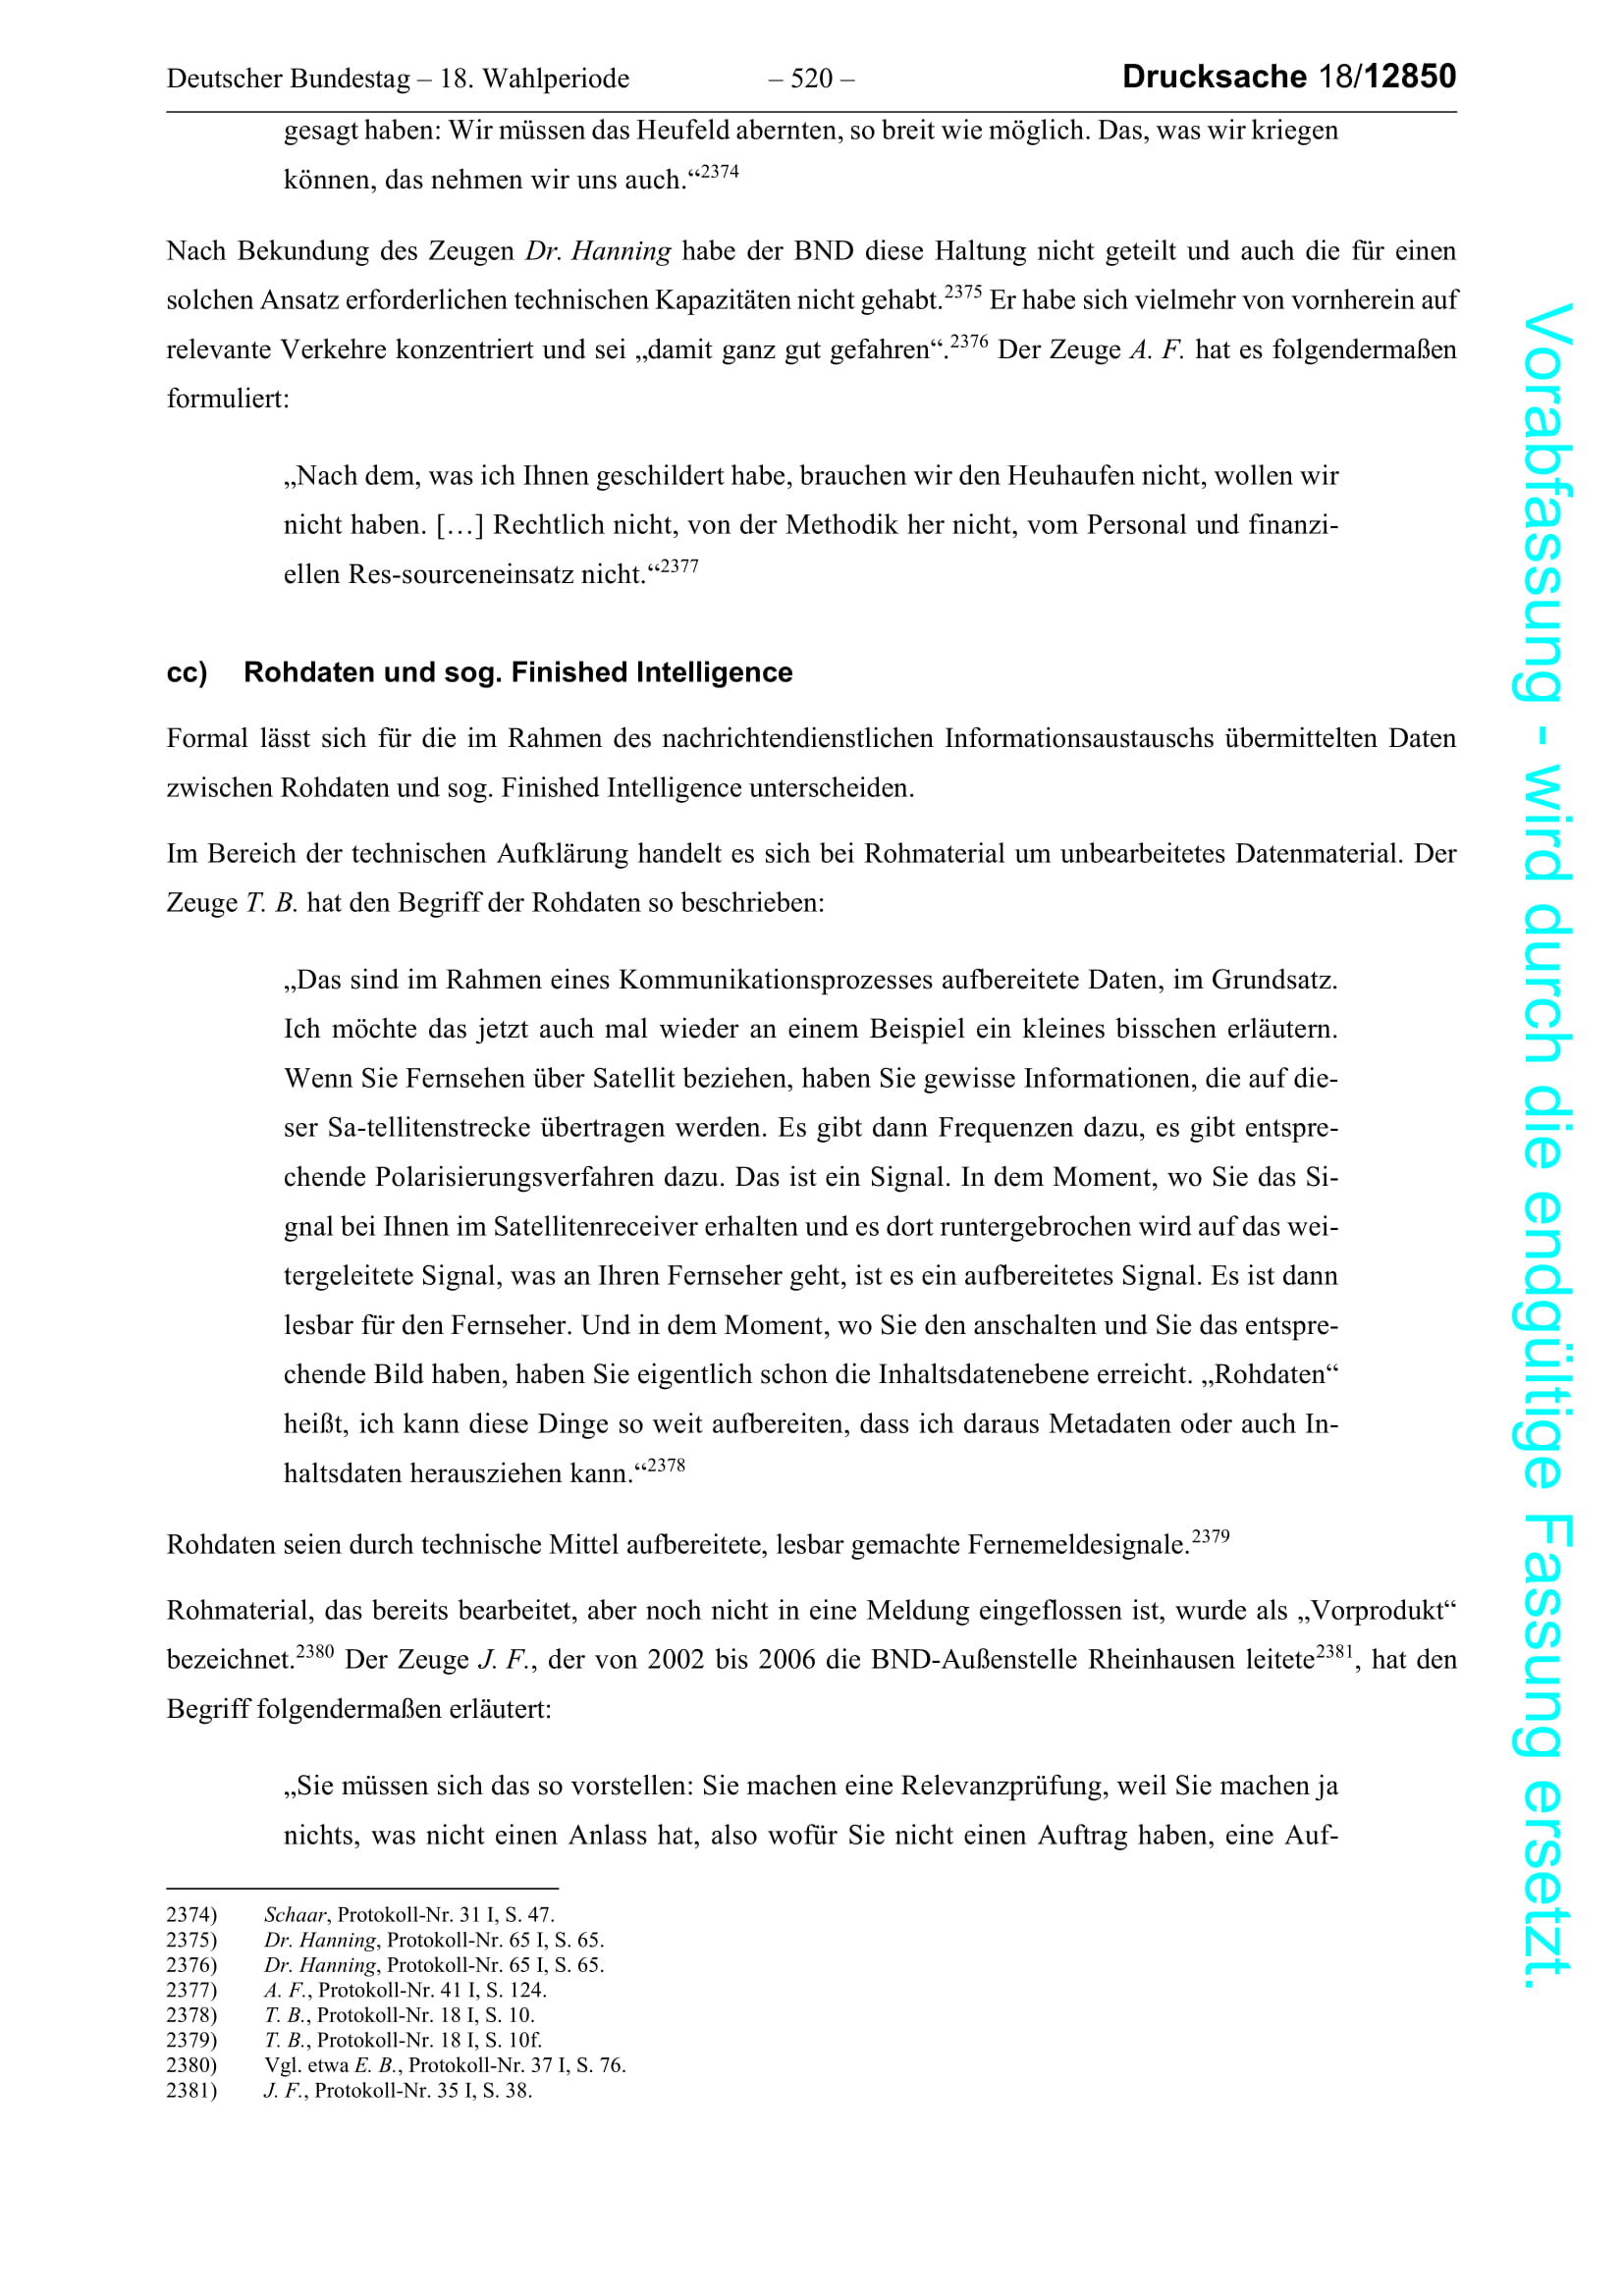 Deutscher Bundestag – 18. Wahlperiode – 520 – Drucksache 18/12850
gesagt haben: Wir müssen das Heufeld abernten, so breit wie möglich. Das, was wir kriegen
können, das nehmen wir uns auch.“2374
Nach Bekundung des Zeugen Dr. Hanning habe der BND diese Haltung nicht geteilt und auch die für einen
solchen Ansatz erforderlichen technischen Kapazitäten nicht gehabt.2375 Er habe sich vielmehr von vornherein auf
relevante Verkehre konzentriert und sei „damit ganz gut gefahren“.2376 Der Zeuge A. F. hat es folgendermaßen
formuliert:
„Nach dem, was ich Ihnen geschildert habe, brauchen wir den Heuhaufen nicht, wollen wir
nicht haben. […] Rechtlich nicht, von der Methodik her nicht, vom Personal und finanzi-
ellen Res-sourceneinsatz nicht.“2377
cc) Rohdaten und sog. Finished Intelligence
Formal lässt sich für die im Rahmen des nachrichtendienstlichen Informationsaustauschs übermittelten Daten
zwischen Rohdaten und sog. Finished Intelligence unterscheiden.
Im Bereich der technischen Aufklärung handelt es sich bei Rohmaterial um unbearbeitetes Datenmaterial. Der
Zeuge T. B. hat den Begriff der Rohdaten so beschrieben:
„Das sind im Rahmen eines Kommunikationsprozesses aufbereitete Daten, im Grundsatz.
Ich möchte das jetzt auch mal wieder an einem Beispiel ein kleines bisschen erläutern.
Wenn Sie Fernsehen über Satellit beziehen, haben Sie gewisse Informationen, die auf die-
ser Sa-tellitenstrecke übertragen werden. Es gibt dann Frequenzen dazu, es gibt entspre-
chende Polarisierungsverfahren dazu. Das ist ein Signal. In dem Moment, wo Sie das Si-
gnal bei Ihnen im Satellitenreceiver erhalten und es dort runtergebrochen wird auf das wei-
tergeleitete Signal, was an Ihren Fernseher geht, ist es ein aufbereitetes Signal. Es ist dann
lesbar für den Fernseher. Und in dem Moment, wo Sie den anschalten und Sie das entspre-
chende Bild haben, haben Sie eigentlich schon die Inhaltsdatenebene erreicht. „Rohdaten“
heißt, ich kann diese Dinge so weit aufbereiten, dass ich daraus Metadaten oder auch In-
haltsdaten herausziehen kann.“2378
Rohdaten seien durch technische Mittel aufbereitete, lesbar gemachte Fernemeldesignale.2379
Rohmaterial, das bereits bearbeitet, aber noch nicht in eine Meldung eingeflossen ist, wurde als „Vorprodukt“
bezeichnet.2380 Der Zeuge J. F., der von 2002 bis 2006 die BND-Außenstelle Rheinhausen leitete2381, hat den
Begriff folgendermaßen erläutert:
„Sie müssen sich das so vorstellen: Sie machen eine Relevanzprüfung, weil Sie machen ja
nichts, was nicht einen Anlass hat, also wofür Sie nicht einen Auftrag haben, eine Auf-
2374) Schaar, Protokoll-Nr. 31 I, S. 47.
2375) Dr. Hanning, Protokoll-Nr. 65 I, S. 65.
2376) Dr. Hanning, Protokoll-Nr. 65 I, S. 65.
2377) A. F., Protokoll-Nr. 41 I, S. 124.
2378) T. B., Protokoll-Nr. 18 I, S. 10.
2379) T. B., Protokoll-Nr. 18 I, S. 10f.
2380) Vgl. etwa E. B., Protokoll-Nr. 37 I, S. 76.
2381) J. F., Protokoll-Nr. 35 I, S. 38.
Vorabfassung - wird durch die endgültige Fassung ersetzt.